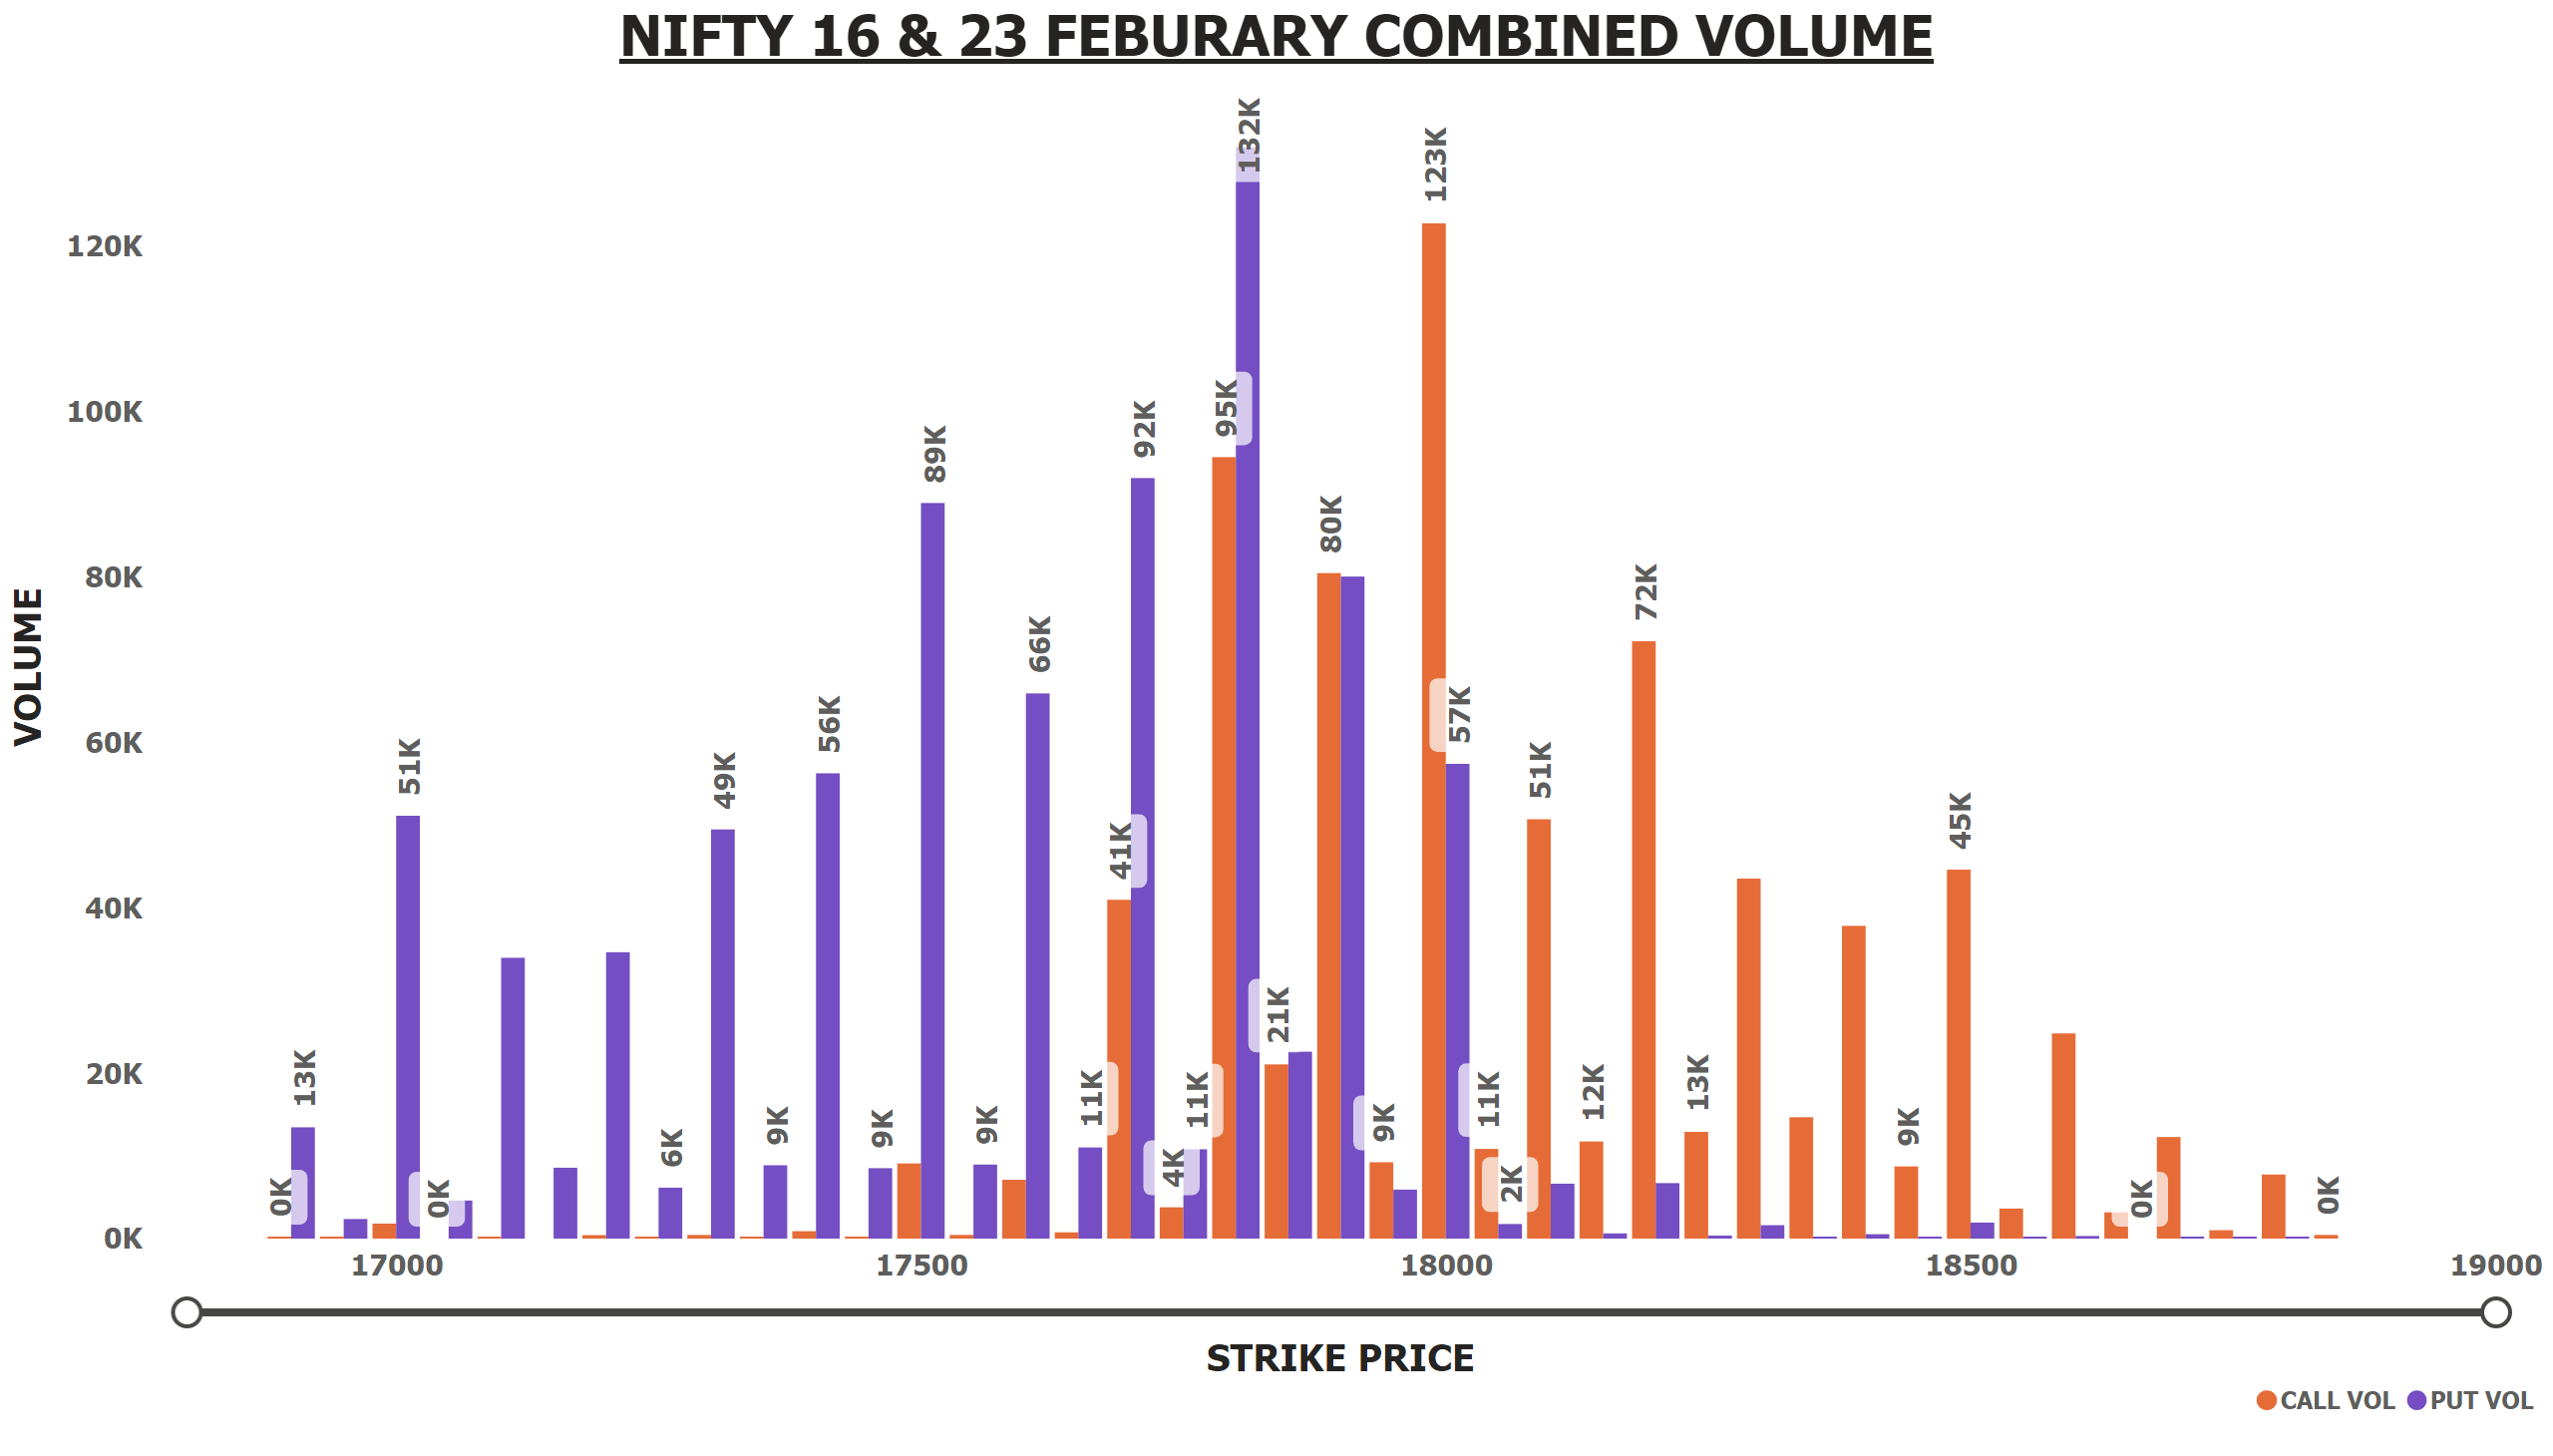 NIFTY 16 & 23 FEBURARY COMBINED VOLUME
VOLUME
120K
100K
80K
60K
40K
20K
0K
0K
13K
51K
0K
6K
49K
9K
56K
9K
89K
9K
66K
11K
41K
92K
4K
11K
95K
132K
21K
80K
9K
123K
57K
11K
2K
51K
12K
72K
13K
9K
45K
0K
0K
17000
17500
18000
18500
19000
STRIKE PRICE
CALL VOL
PUT VOL